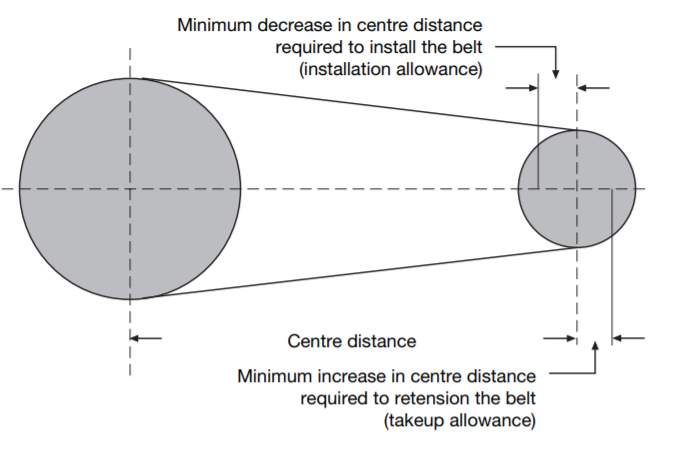 Minimum decrease in centre distance
required to install the belt
(installation allowance)
Centre distance
Minimum increase in centre distance
required to retension the belt
(takeup allowance)